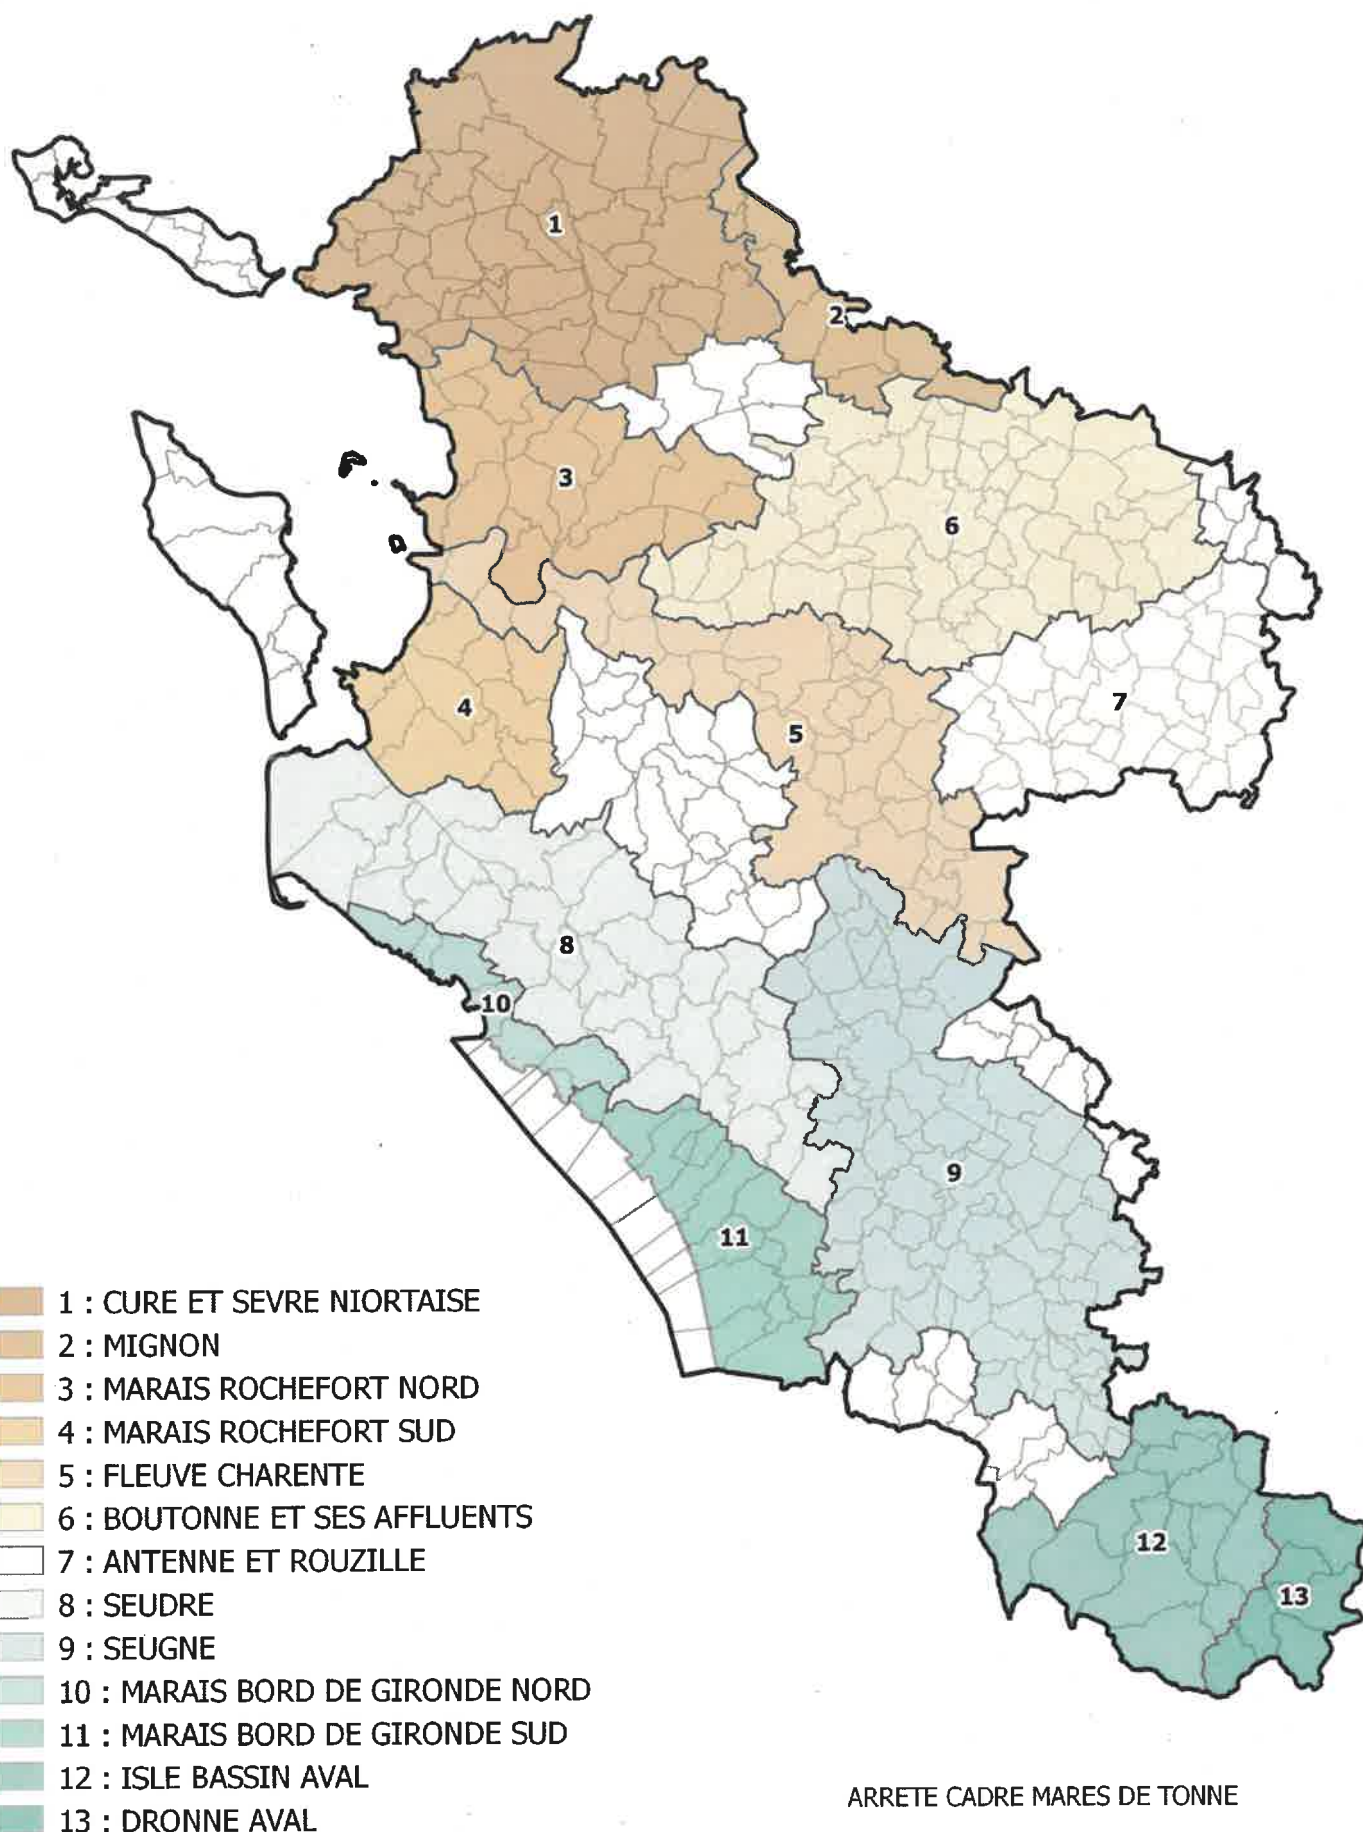 1
2
3
6
4
7
5
8
10
9
11
12
13
1 : CURE ET SEVRE NIORTAISE
2 : MIGNON
3 : MARAIS ROCHEFORT NORD
4 : MARAIS ROCHEFORT SUD
5 : FLEUVE CHARENTE
6 : BOUTONNE ET SES AFFLUENTS
7 : ANTENNE ET ROUZILLE
8 : SEUDRE
9 : SEUGNE
10 : MARAIS BORD DE GIRONDE NORD
11 : MARAIS BORD DE GIRONDE SUD
12 : ISLE BASSIN AVAL
13 : DRONNE AVAL
ARRETE CADRE MARES DE TONNE